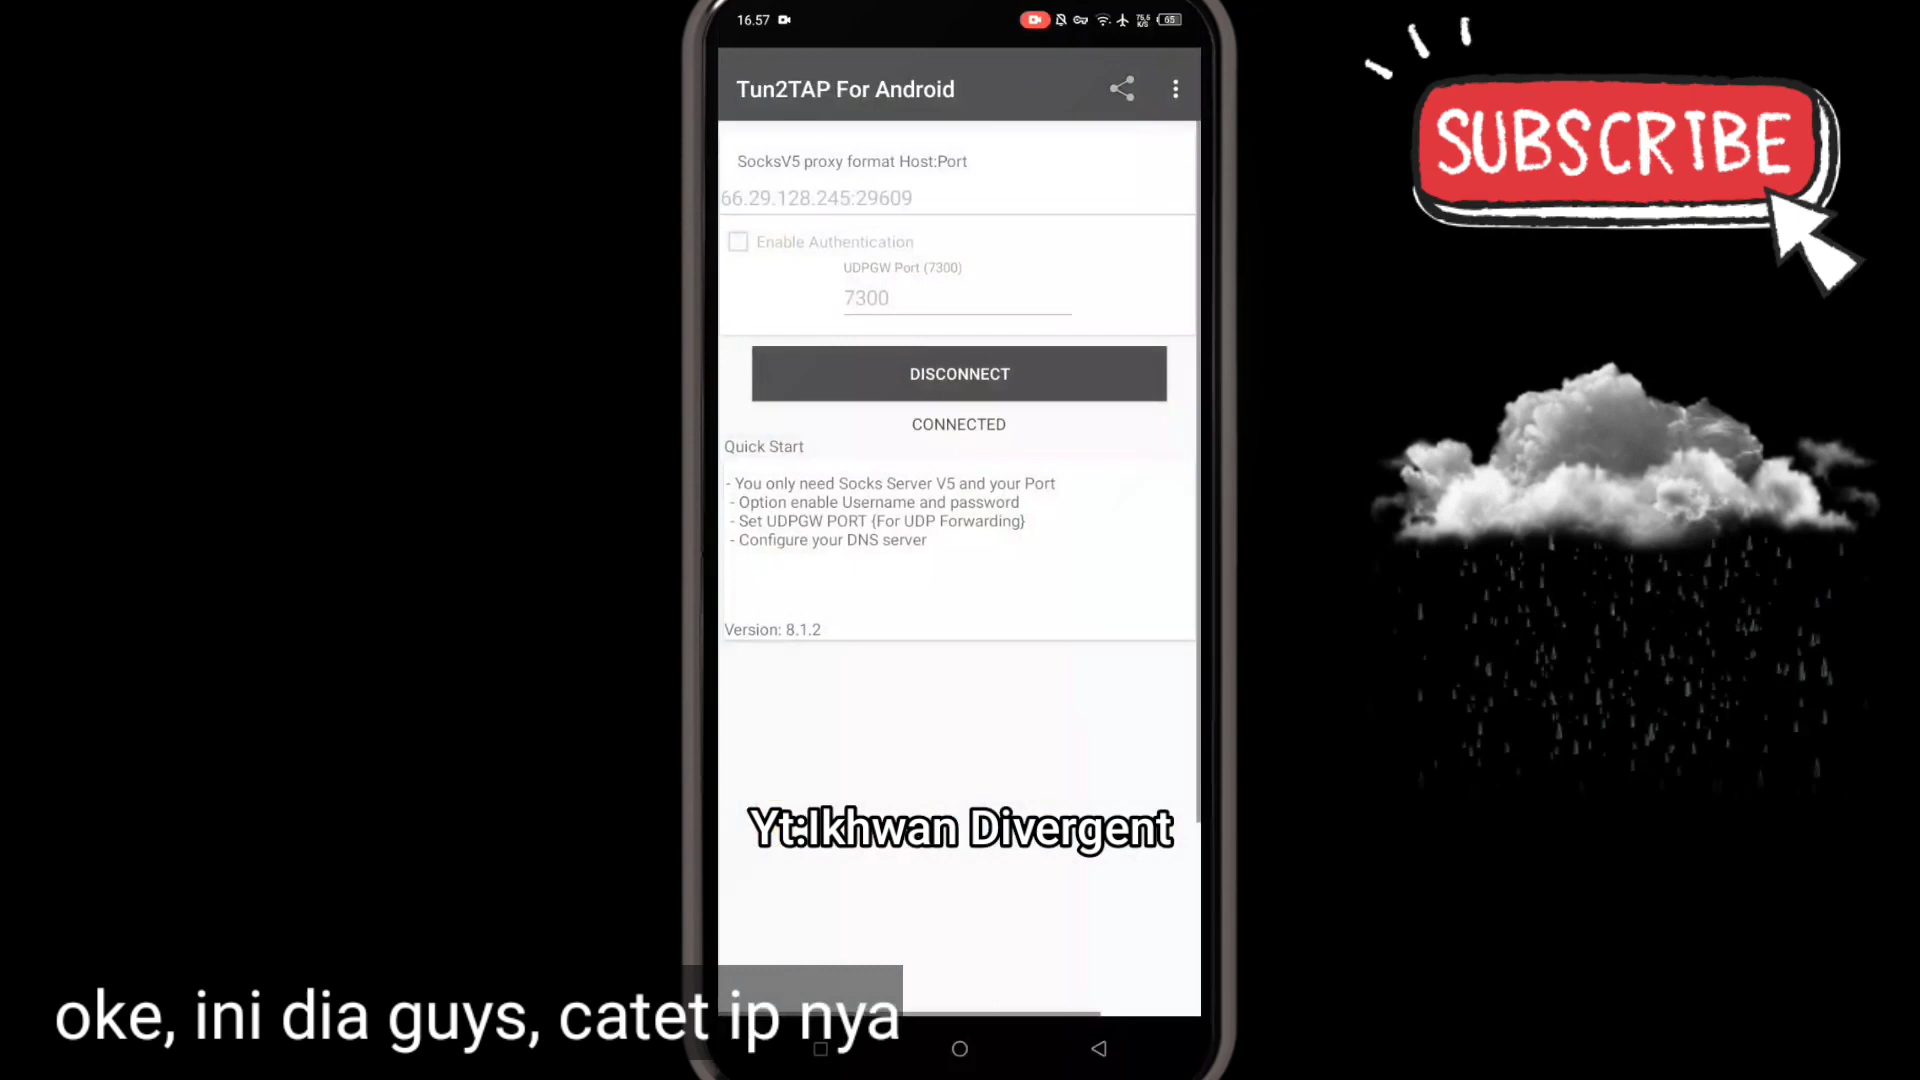 16.57
75,5
K/S
65
Tun2TAP For Android
SocksV5 proxy format Host:Port
66.29.128.245:29609
Enable Authentication
UDPGW Port (7300)
7300
DISCONNECT
CONNECTED
Quick Start
- You only need Socks Server V5 and your Port
- Option enable Username and password
- Set UDPGW PORT {For UDP Forwarding}
- Configure your DNS server
Version: 8.1.2
Yt:Ikhwan Divergent
oke, ini dia guys, catet ip nya
SUBSCRIBE